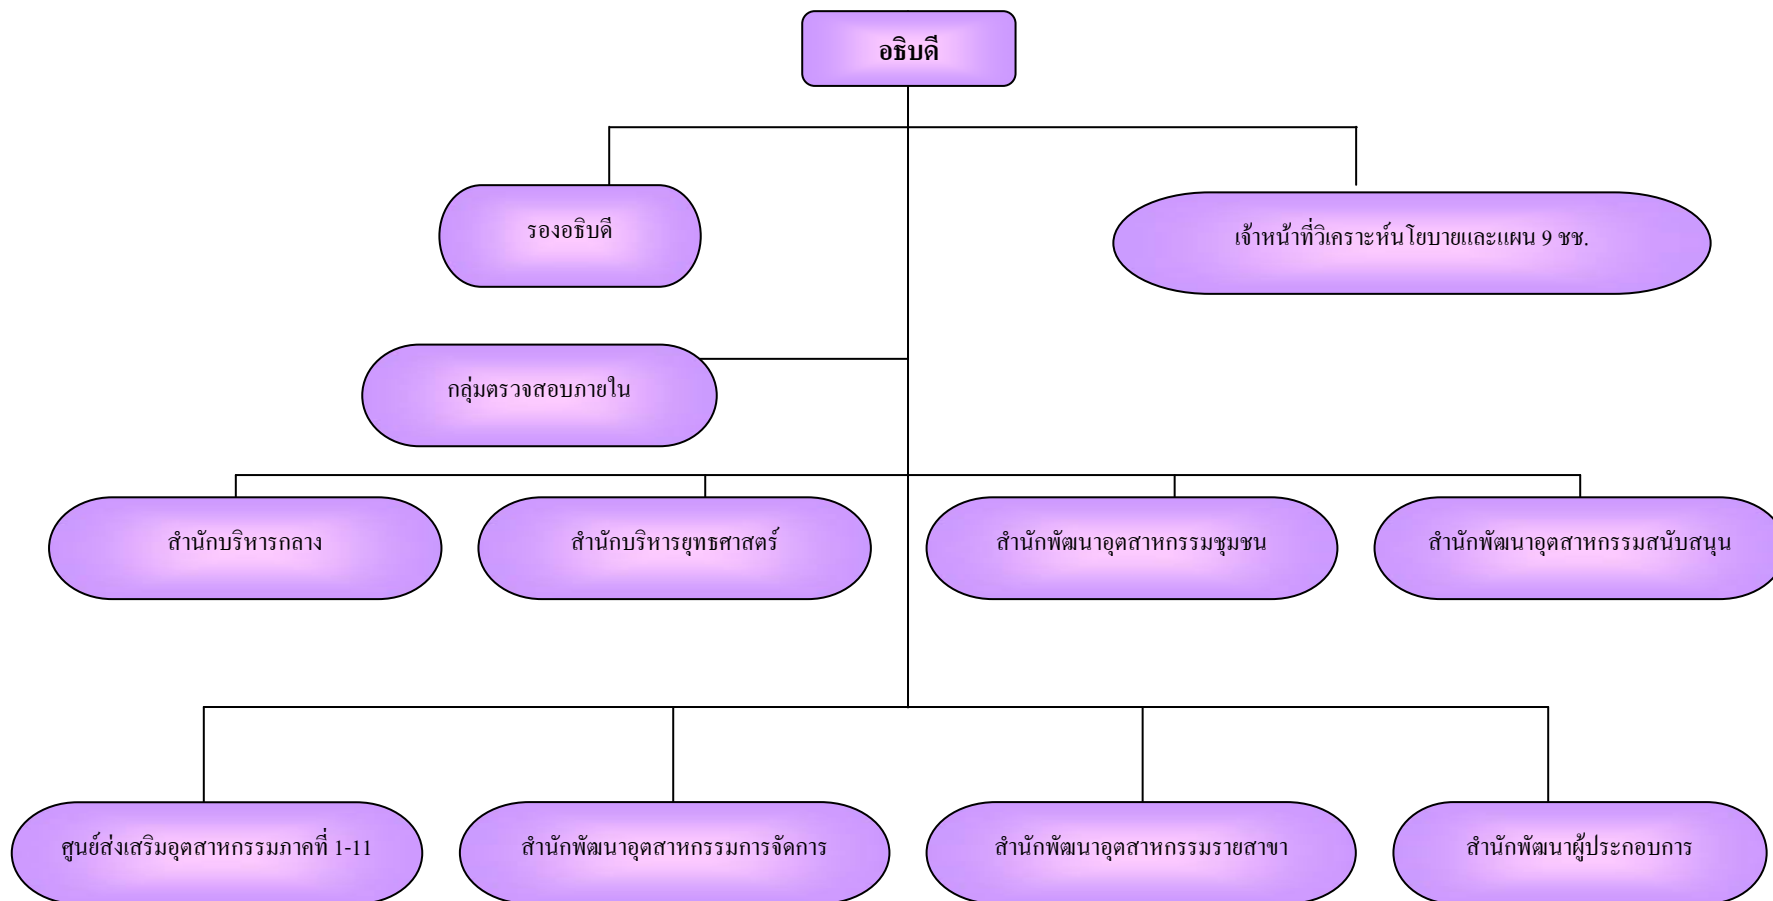 อธิบดี
รองอธิบดี
เจ้าหน้าที่วิเคราะห์นโยบายและแผน 9 ชช.
กลุ่มตรวจสอบภายใน
สำนักบริหารกลาง
สำนักบริหารยุทธศาสตร์
สำนักพัฒนาอุตสาหกรรมชุมชน
สำนักพัฒนาอุตสาหกรรมสนับสนุน
ศูนย์ส่งเสริมอุตสาหกรรมภาคที่ 1-11
สำนักพัฒนาอุตสาหกรรมการจัดการ
สำนักพัฒนาอุตสาหกรรมรายสาขา
สำนักพัฒนาผู้ประกอบการ